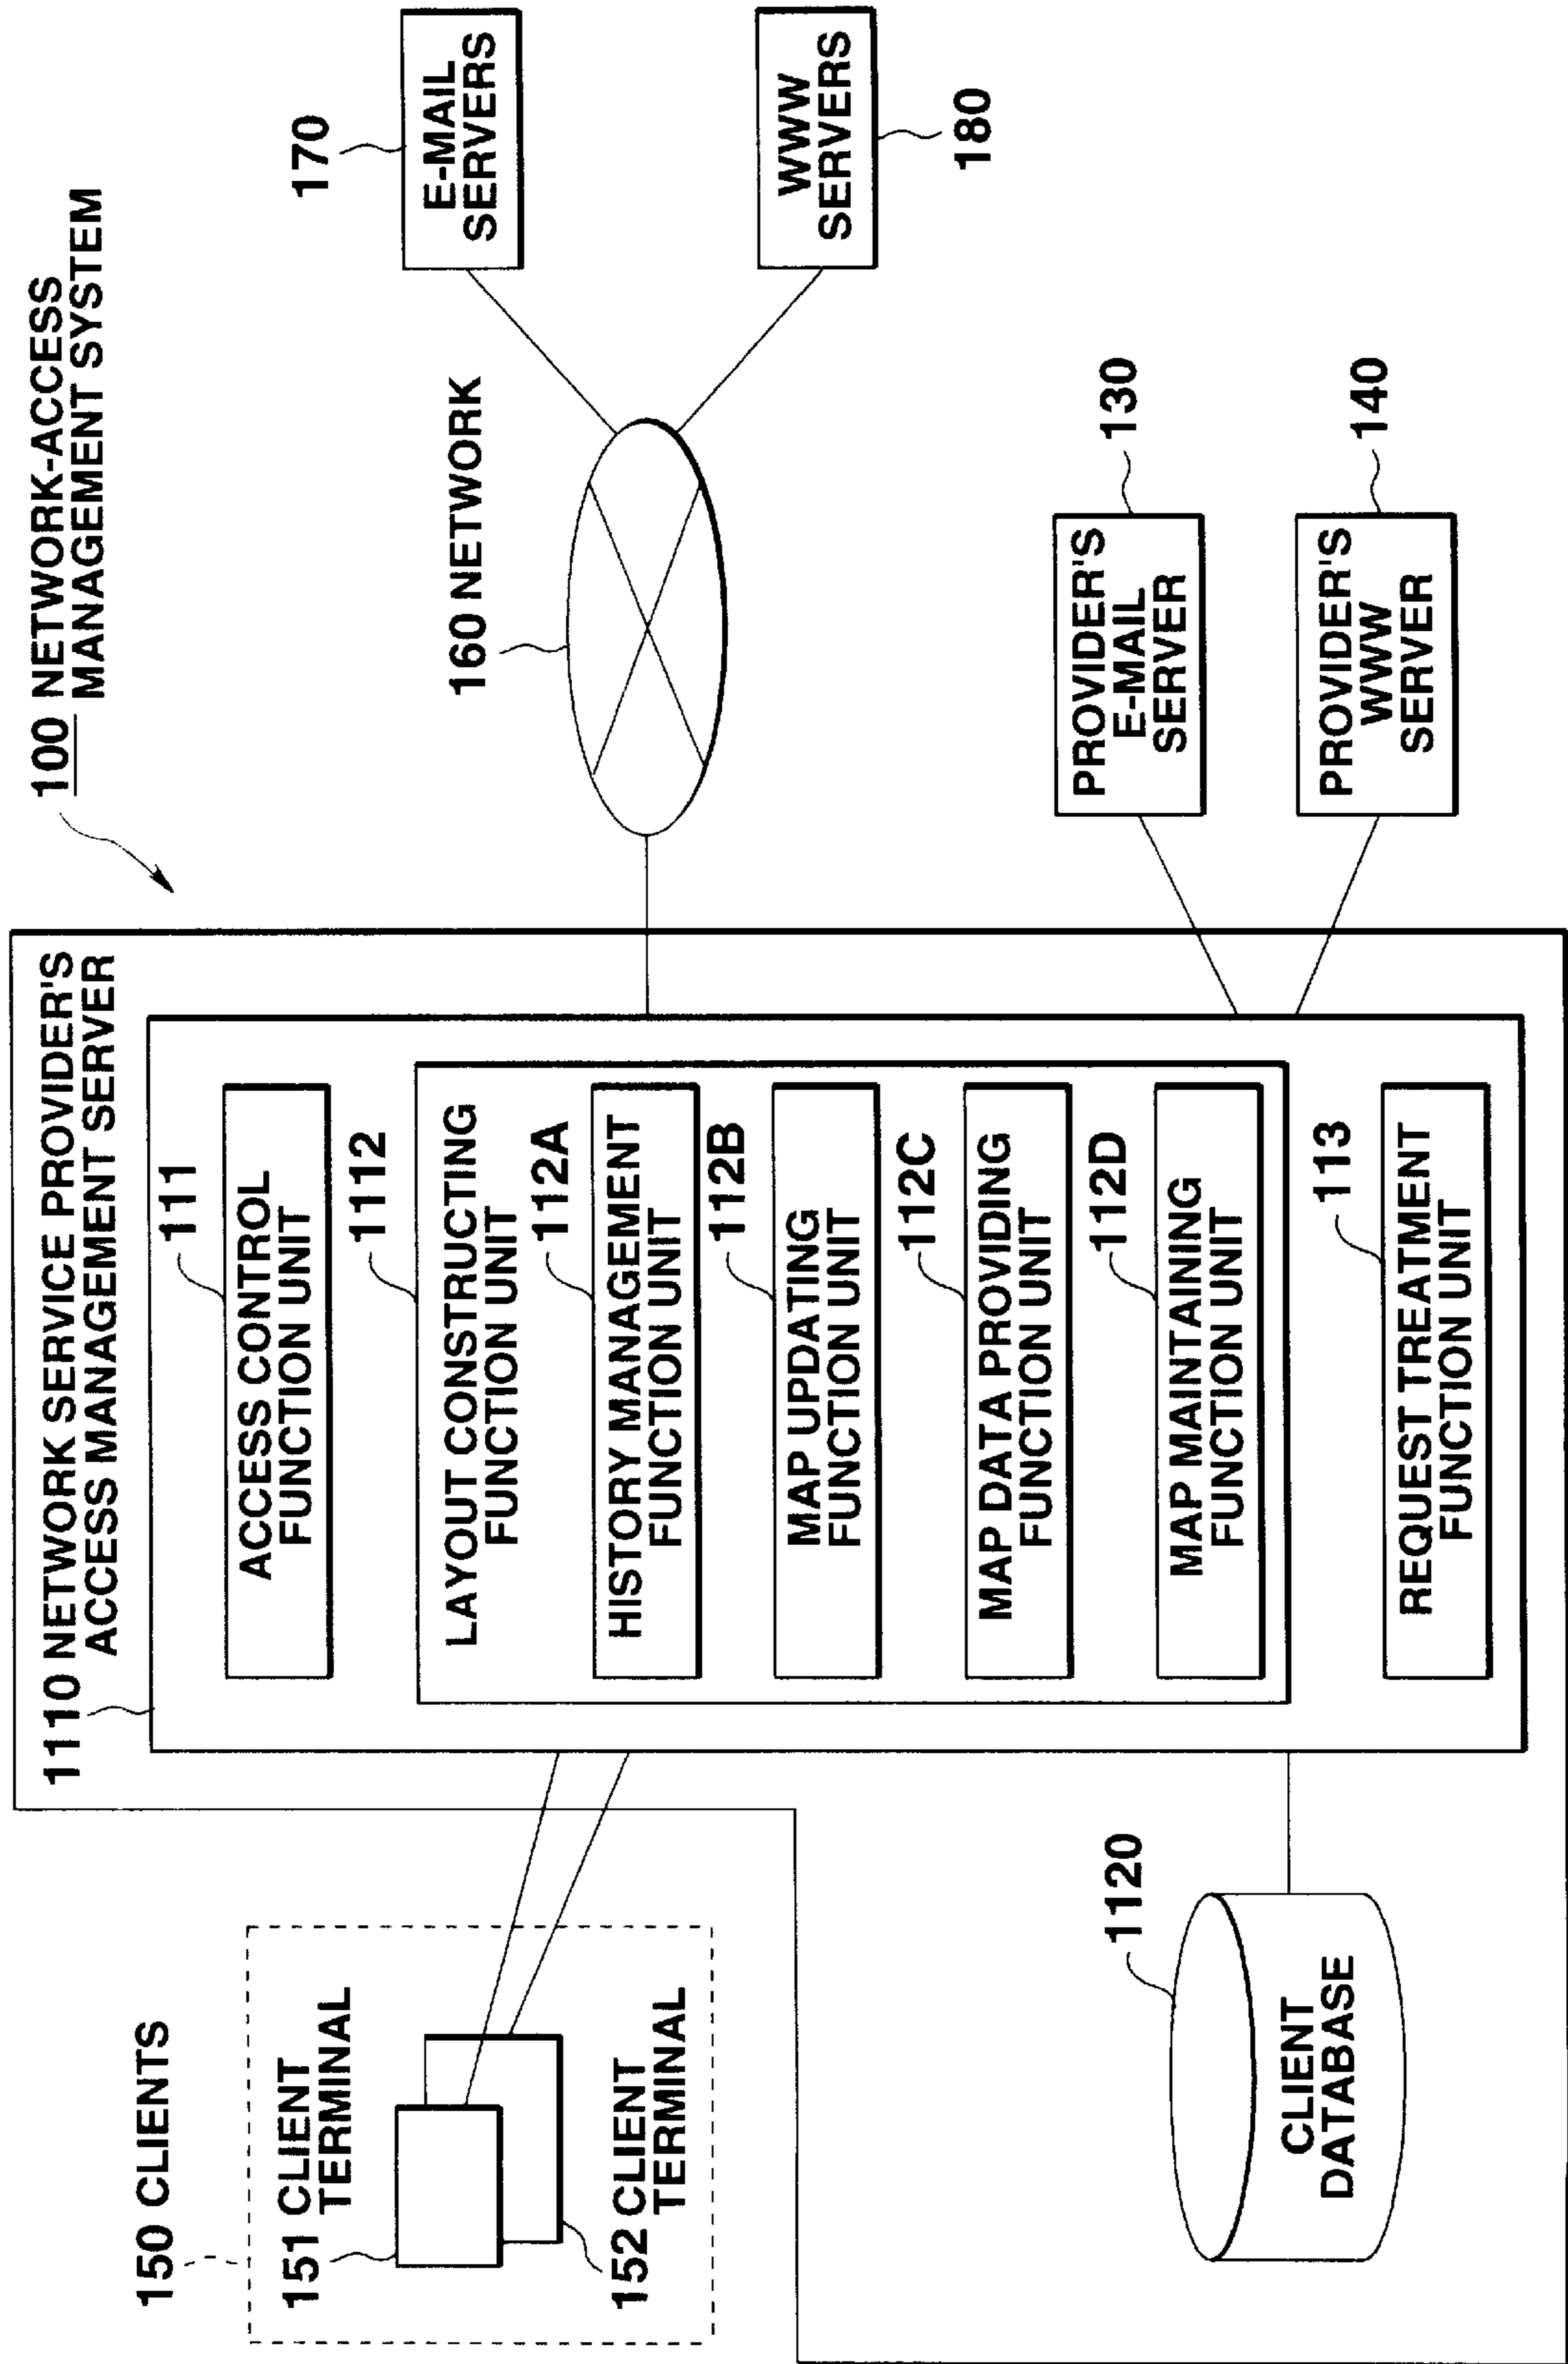 100 NETWORK-ACCESS
MANAGEMENT SYSTEM
1110 NETWORK SERVICE PROVIDER'S
ACCESS MANAGEMENT SERVER
150 CLIENTS
151 CLIENT
TERMINAL
152 CLIENT
TERMINAL
111
ACCESS CONTROL
FUNCTION UNIT
1112
LAYOUT CONSTRUCTING
FUNCTION UNIT
112A
HISTORY MANAGEMENT
FUNCTION UNIT
112B
MAP UPDATING
FUNCTION UNIT
112C
MAP DATA PROVIDING
FUNCTION UNIT
112D
MAP MAINTAINING
FUNCTION UNIT
113
REQUEST TREATMENT
FUNCTION UNIT
1120
CLIENT
DATABASE
160 NETWORK
170
E-MAIL
SERVERS
WWW
SERVERS
180
PROVIDER'S
E-MAIL
SERVER
130
PROVIDER'S
WWW
SERVER
140